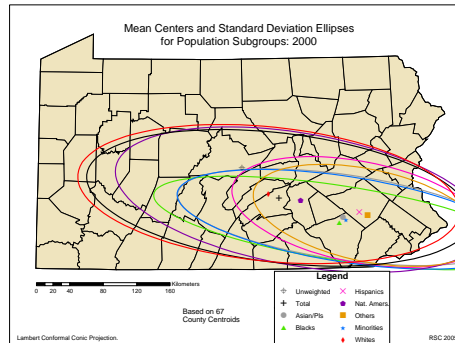 Mean Centers and Standard Deviation Ellipses
for Population Subgroups: 2000
Kilometers
0 20 40 80 120 160
Based on 67
County Centroids
Legend
Unweighted
Total
Asian/PIs
Blacks
Hispanics
Nat. Amers.
Others
Minorities
Whites
Lambert Conformal Conic Projection.
RSC 2005